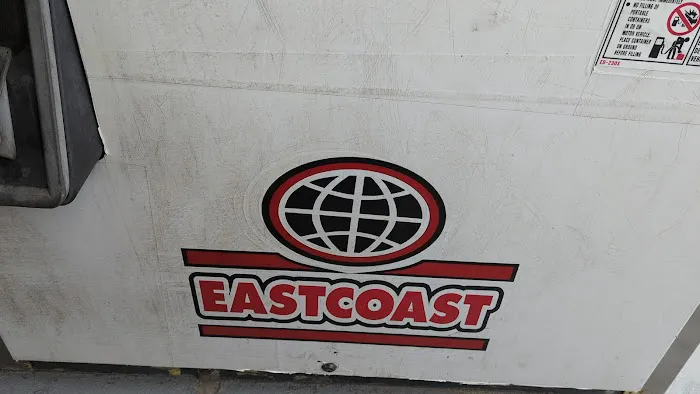 • NO FILLING OF
PORTABLE
CONTAINERS
IN OR ON
MOTOR VEHICLE
PLACE CONTAINER
ON GROUND
BEFORE FILLING
EASTCOAST